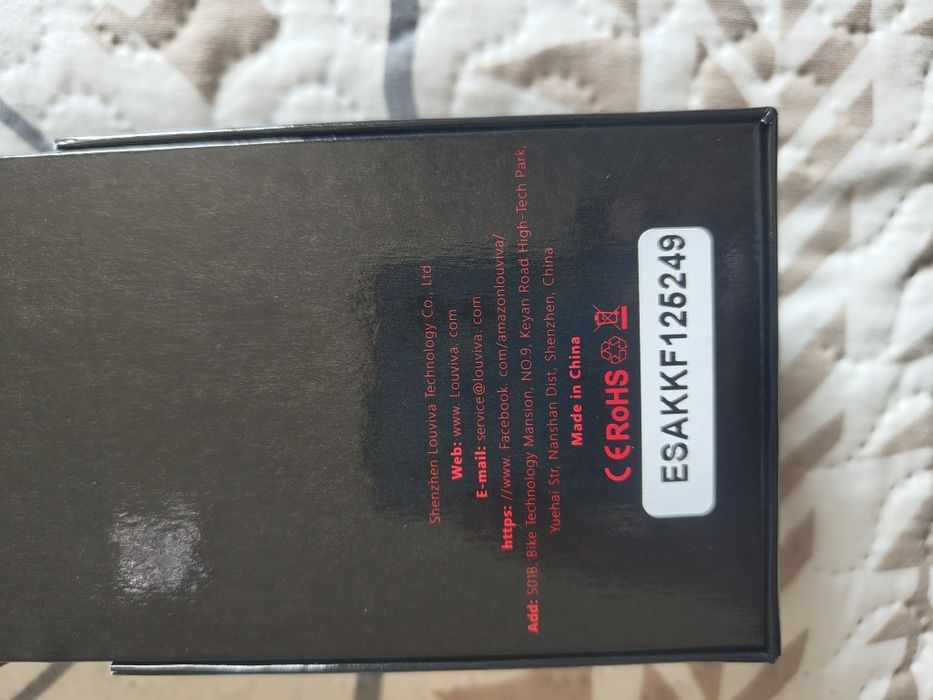 Shenzhen Louviva Technology Co., Ltd
Web: www. Louviva. com
E-mail: service@louviva. com
https: //www. Facebook. com/amazonlouviva/
Add: 501B, Bike Technology Mansion, NO.9, Keyan Road High-Tech Park,
Yuehai Str, Nanshan Dist, Shenzhen, China
Made in China
CE RoHS
ESAKKF125249